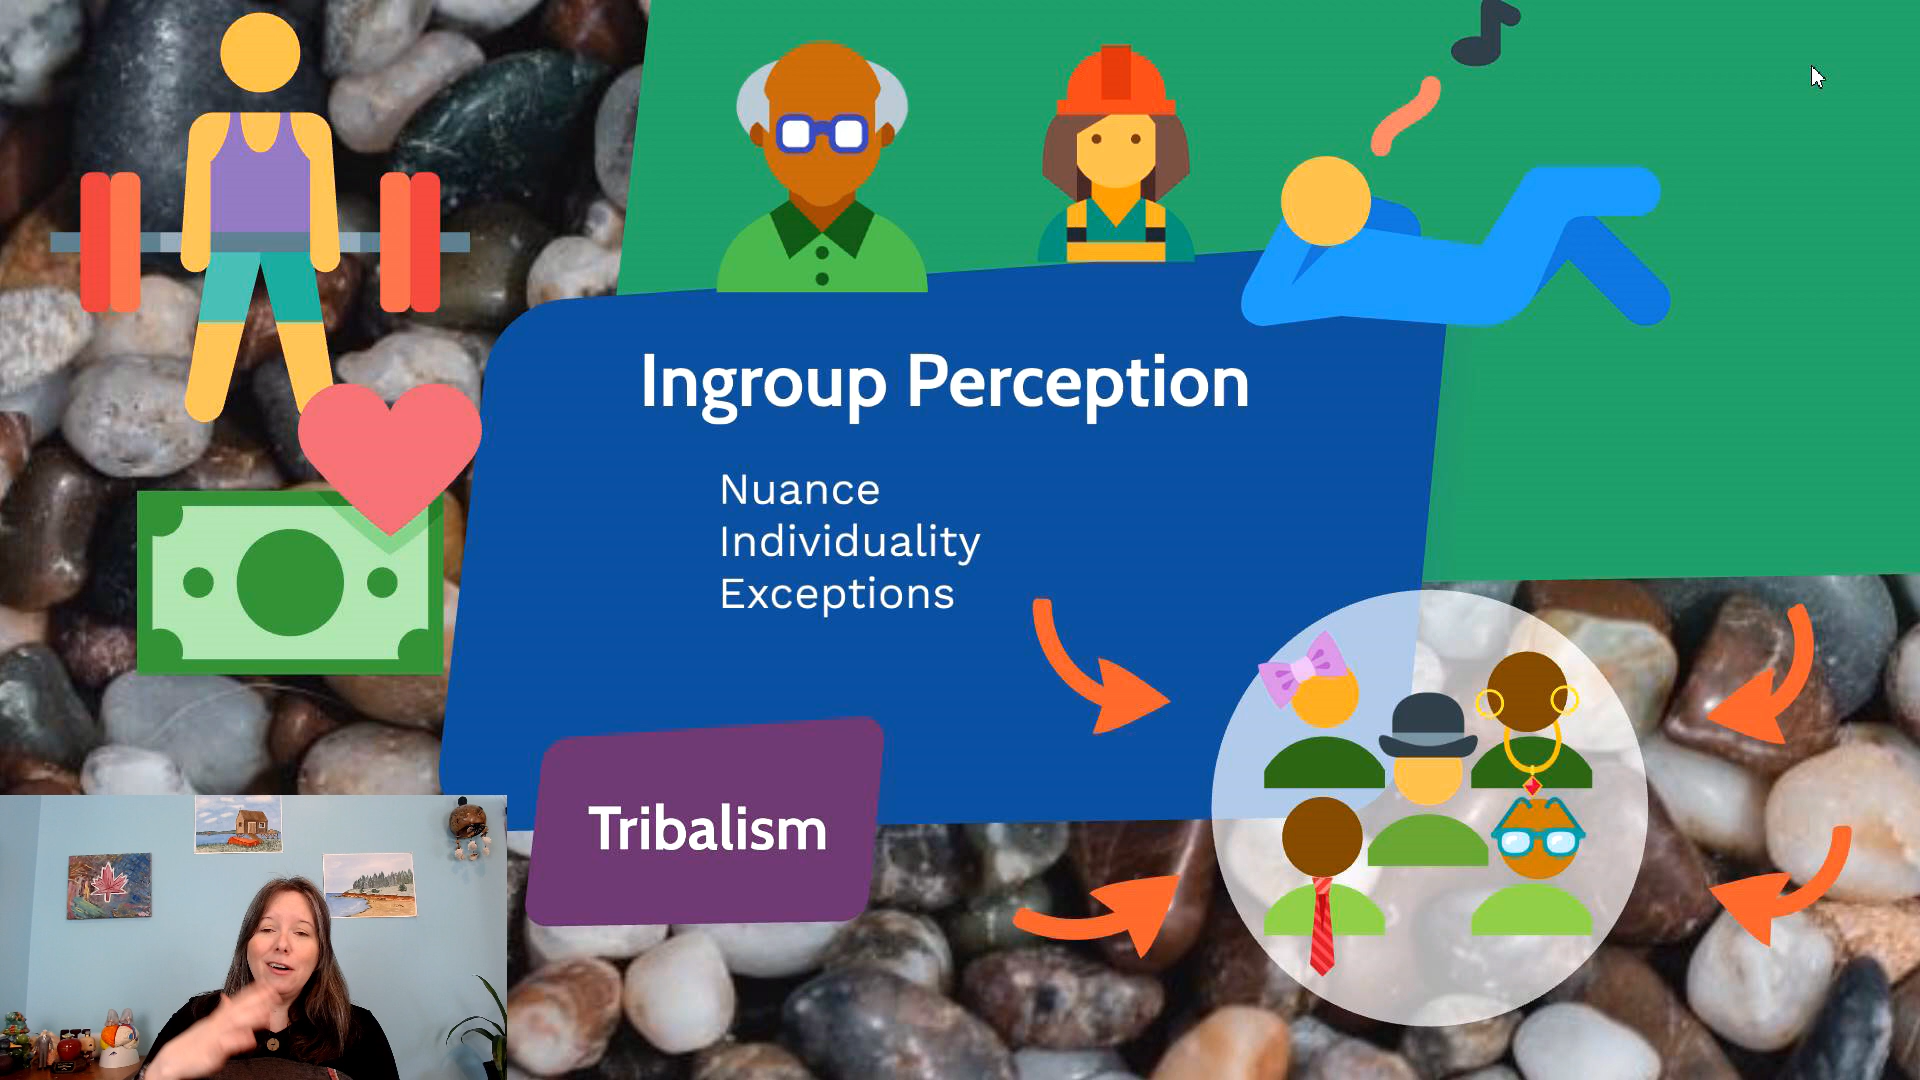 Ingroup Perception
Nuance
Individuality
Exceptions
Tribalism